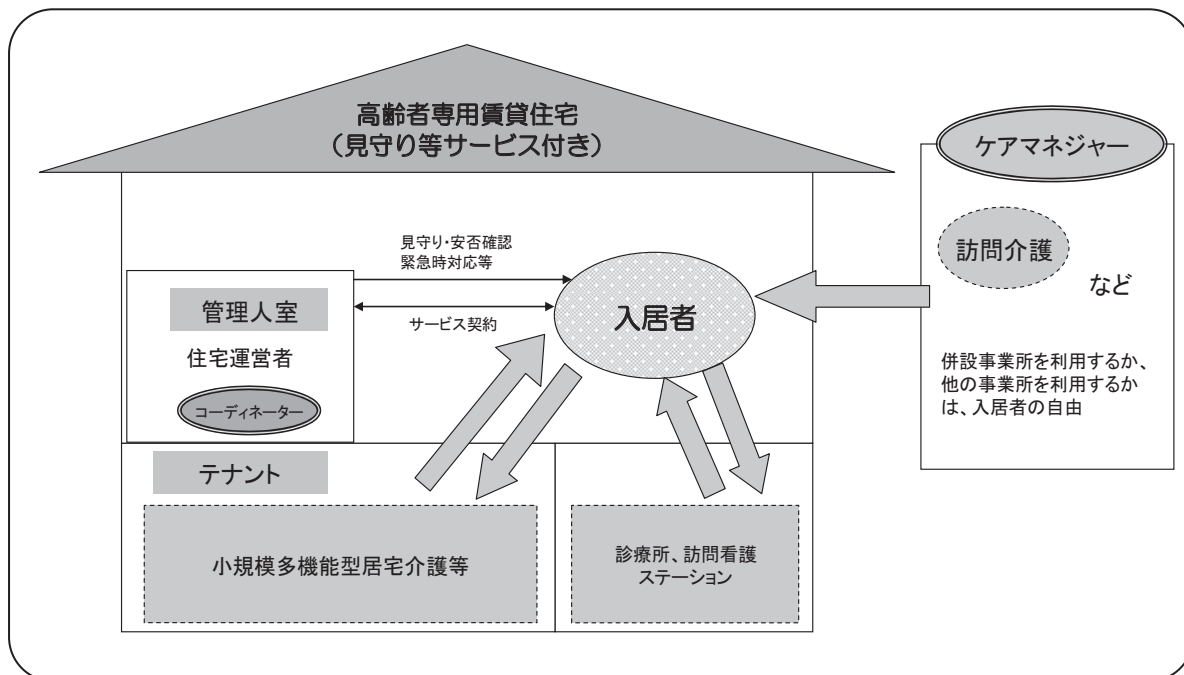 高齢者専用賃貸住宅
（見守り等サービス付き）
ケアマネジャー
訪問介護
など
併設事業所を利用するか、
他の事業所を利用するか
は、入居者の自由
見守り・安否確認
緊急時対応等
サービス契約
入居者
管理人室
住宅運営者
コーディネーター
テナント
小規模多機能型居宅介護等
診療所、訪問看護
ステーション